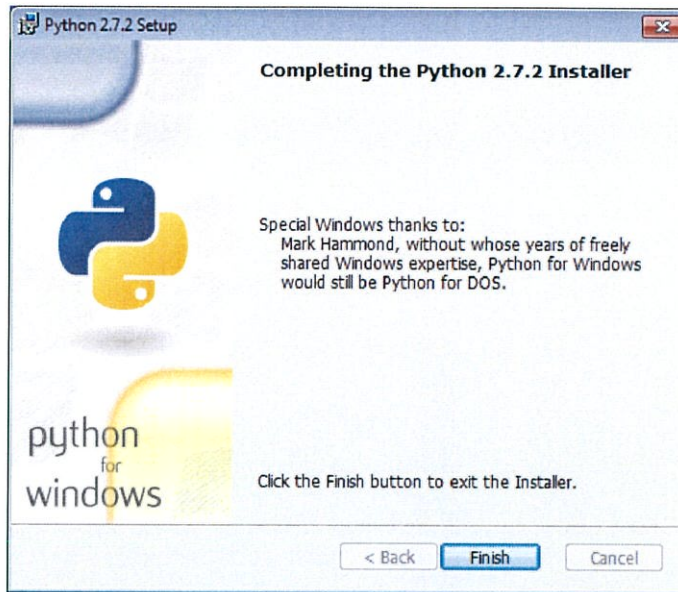 Python 2.7.2 Setup
Completing the Python 2.7.2 Installer
Special Windows thanks to:
Mark Hammond, without whose years of freely
shared Windows expertise, Python for Windows
would still be Python for DOS.
python
for
windows
Click the Finish button to exit the Installer.
< Back
Finish
Cancel